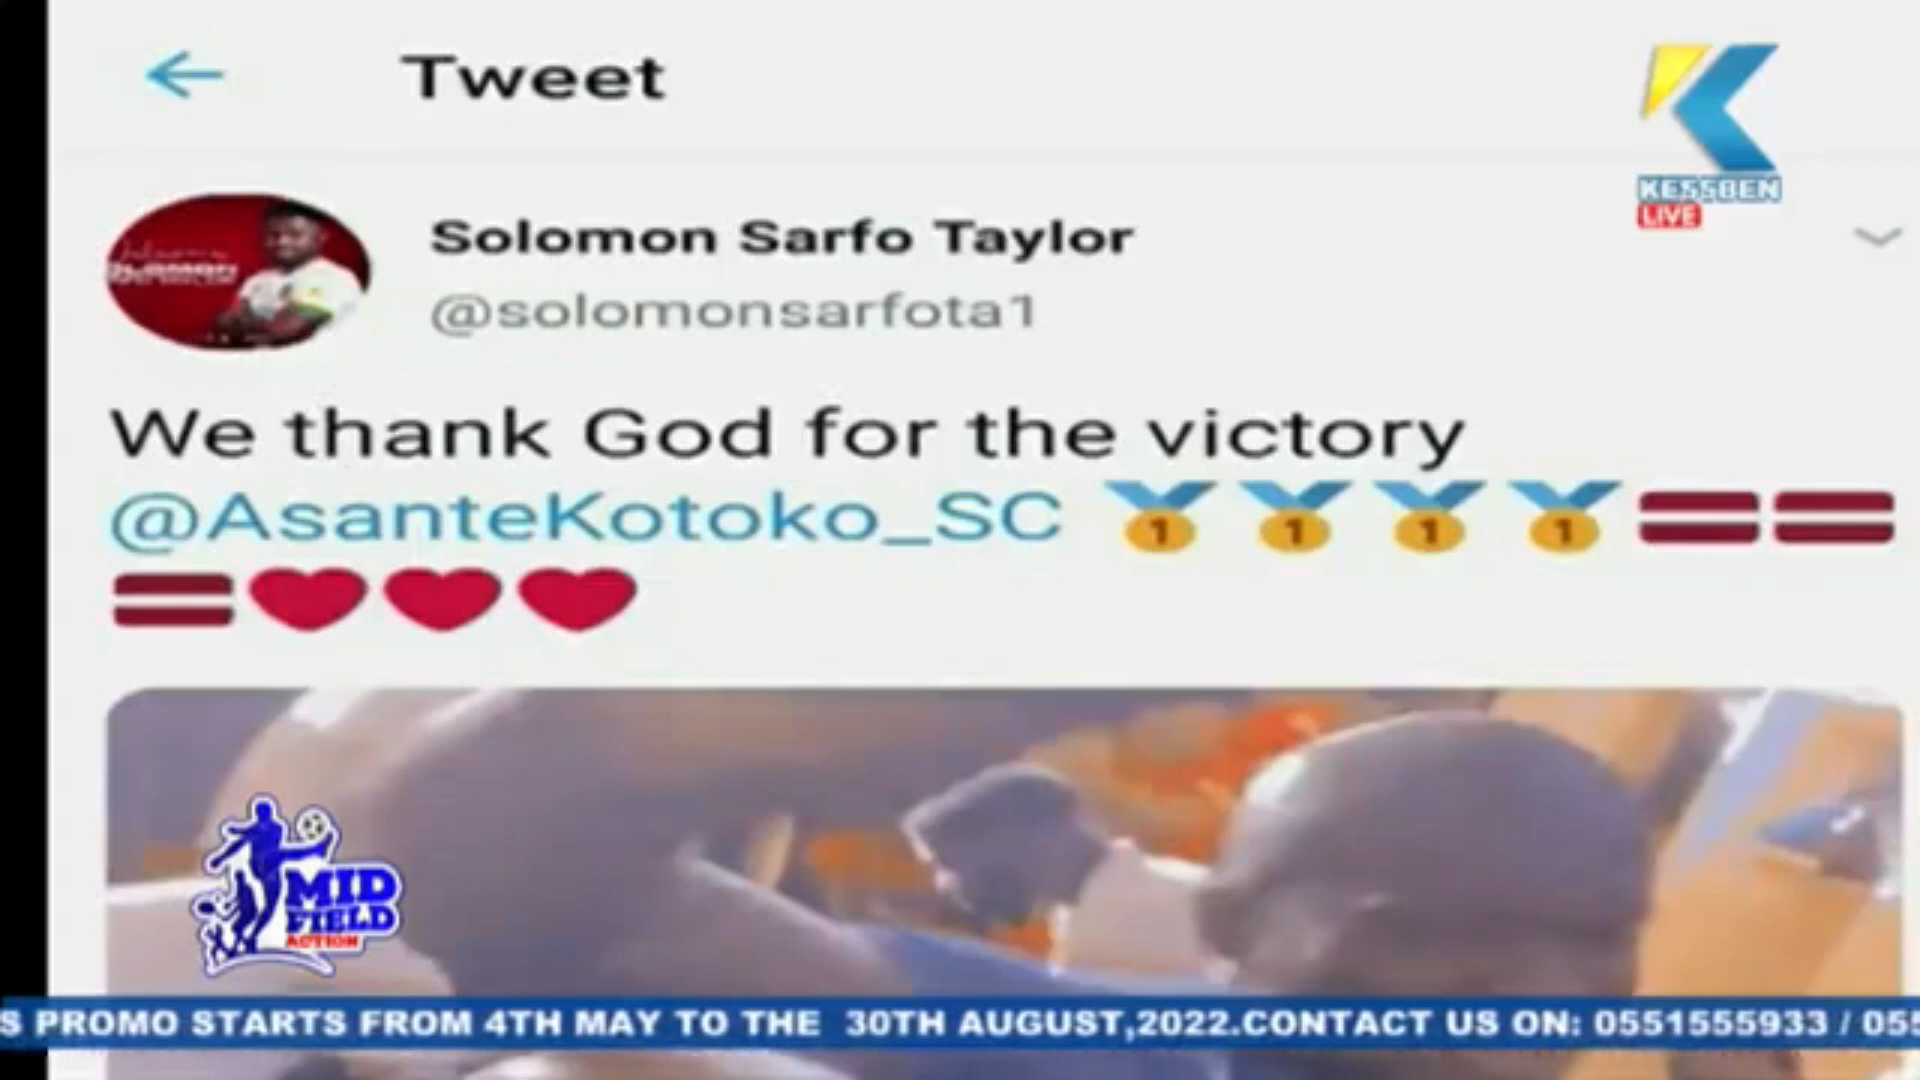 Tweet
KESSBEN
LIVE
Solomon Sarfo Taylor
@solomonsarfota1
We thank God for the victory
@AsanteKotoko_SC 🥇🥇🥇🥇🇱🇻🇱🇻
🇱🇻❤️❤️❤️
MID
FIELD
ACTION
S PROMO STARTS FROM 4TH MAY TO THE 30TH AUGUST,2022.CONTACT US ON: 0551555933 / 055